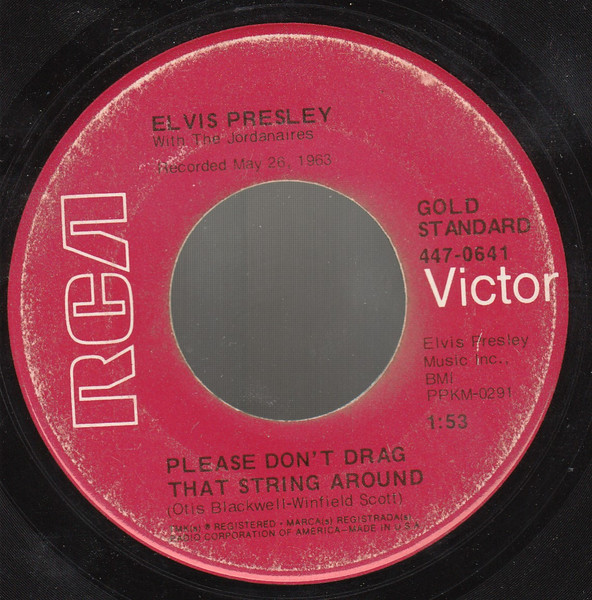 ELVIS PRESLEY
With The Jordanaires
Recorded May 26, 1963
GOLD
STANDARD
447-0641
RCA
Victor
Elvis Presley
Music Inc..
BMI
PPKM-0291
1:53
PLEASE DON'T DRAG
THAT STRING AROUND
(Otis Blackwell-Winfield Scott)
TMK(s) ® REGISTERED - MARCA(s) REGISTRADA(s)
RADIO CORPORATION OF AMERICA-MADE IN U.S.A.